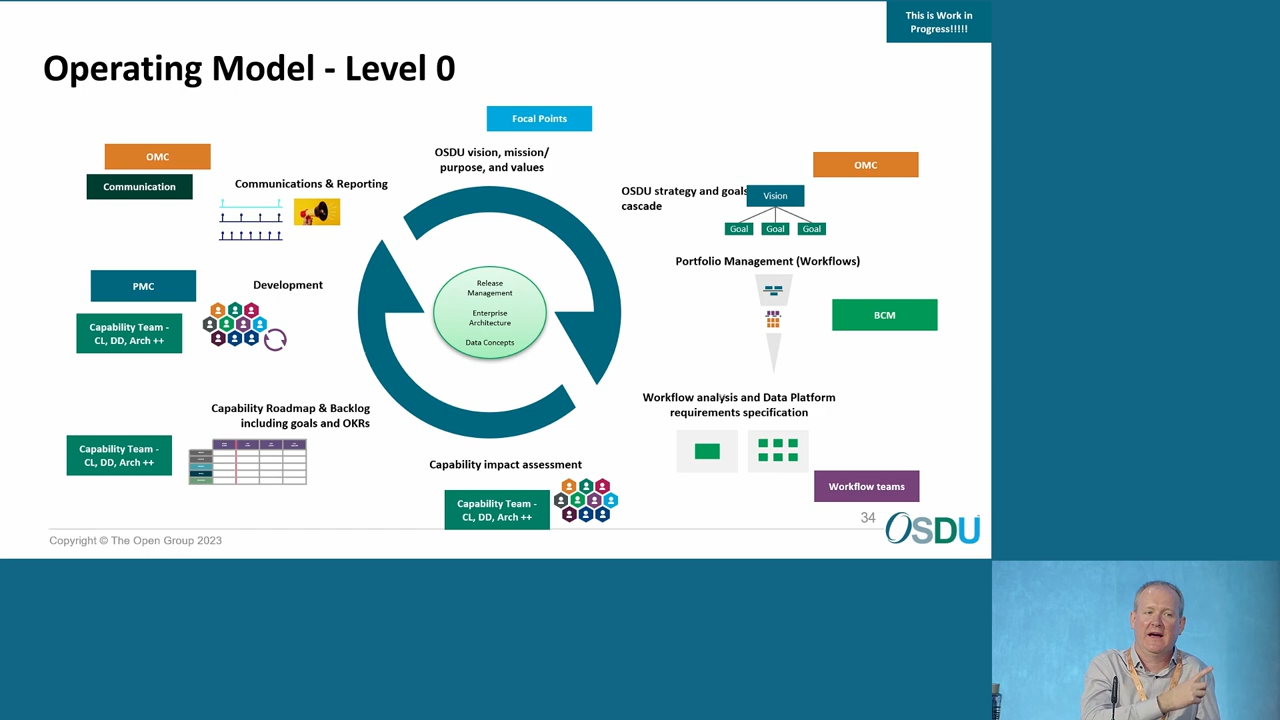 This is Work in
Progress!!!!!
Operating Model - Level 0
Focal Points
OSDU vision, mission/
purpose, and values
OMC
Communication
Communications & Reporting
OMC
OSDU strategy and goals
cascade
Vision
Goal
Goal
Goal
Portfolio Management (Workflows)
BCM
PMC
Development
Capability Team -
CL, DD, Arch ++
Release
Management
Enterprise
Architecture
Data Concepts
Workflow analysis and Data Platform
requirements specification
Workflow teams
Capability Roadmap & Backlog
including goals and OKRs
Capability Team -
CL, DD, Arch ++
Capability impact assessment
Capability Team -
CL, DD, Arch ++
34
OSDU
Copyright © The Open Group 2023